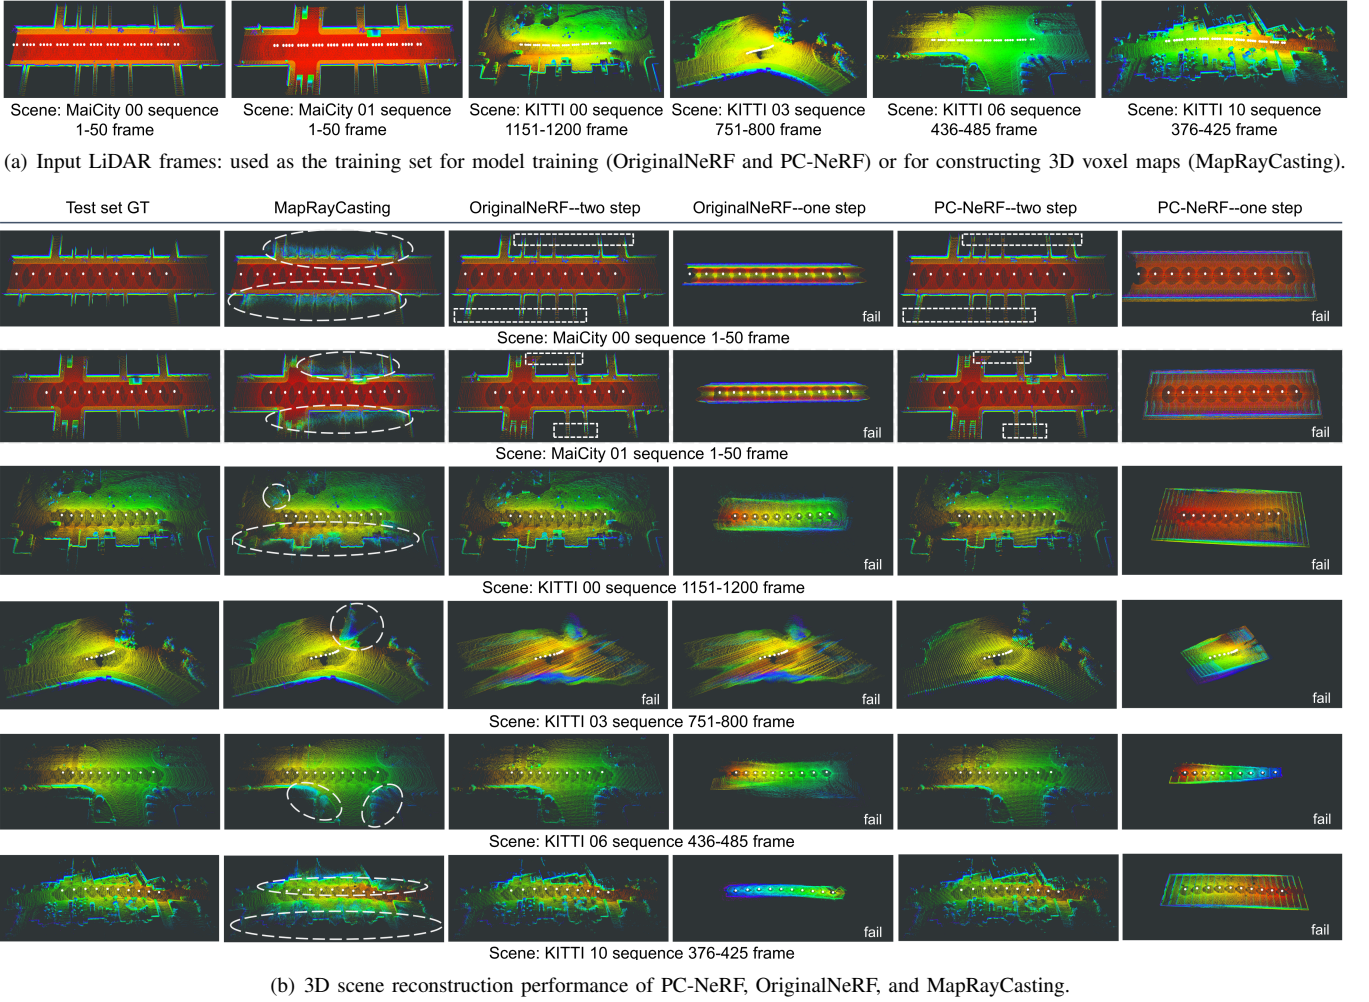 Scene: MaiCity 00 sequence
1-50 frame
Scene: MaiCity 01 sequence
1-50 frame
Scene: KITTI 00 sequence
1151-1200 frame
Scene: KITTI 03 sequence
751-800 frame
Scene: KITTI 06 sequence
436-485 frame
Scene: KITTI 10 sequence
376-425 frame
(a) Input LiDAR frames: used as the training set for model training (OriginalNeRF and PC-NeRF) or for constructing 3D voxel maps (MapRayCasting).
Test set GT
MapRayCasting
OriginalNeRF--two step
OriginalNeRF--one step
PC-NeRF--two step
PC-NeRF--one step
fail
fail
Scene: MaiCity 00 sequence 1-50 frame
fail
fail
Scene: MaiCity 01 sequence 1-50 frame
fail
fail
Scene: KITTI 00 sequence 1151-1200 frame
fail
fail
fail
Scene: KITTI 03 sequence 751-800 frame
fail
fail
Scene: KITTI 06 sequence 436-485 frame
fail
fail
Scene: KITTI 10 sequence 376-425 frame
(b) 3D scene reconstruction performance of PC-NeRF, OriginalNeRF, and MapRayCasting.